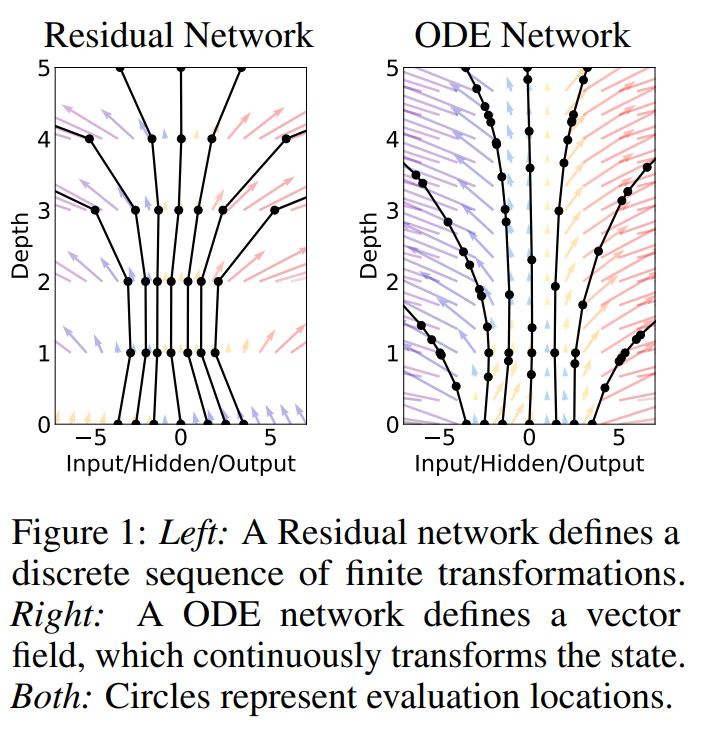 Residual Network
ODE Network
5
4
3
2
1
0
Depth
−5
0
5
Input/Hidden/Output
5
4
3
2
1
0
Depth
−5
0
5
Input/Hidden/Output
Figure 1: Left: A Residual network defines a
discrete sequence of finite transformations.
Right: A ODE network defines a vector
field, which continuously transforms the state.
Both: Circles represent evaluation locations.